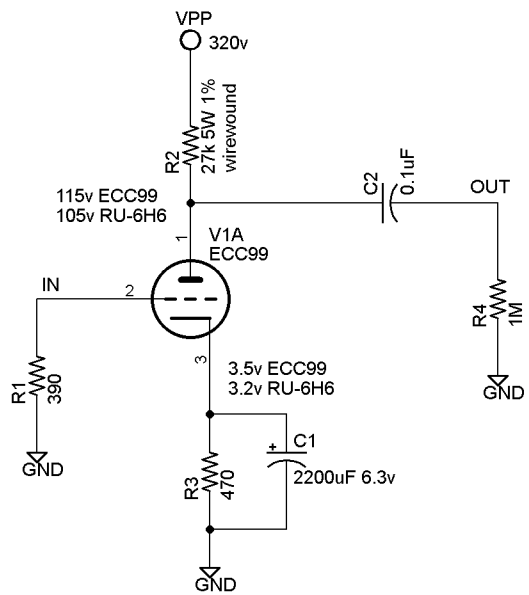 VPP
320v
R2
27k 5W 1%
wirewound
115v ECC99
105v RU-6H6
C2
0.1uF
OUT
1
V1A
ECC99
IN
2
R4
1M
3
R1
390
3.5v ECC99
3.2v RU-6H6
GND
+
C1
R3
470
2200uF 6.3v
GND
GND